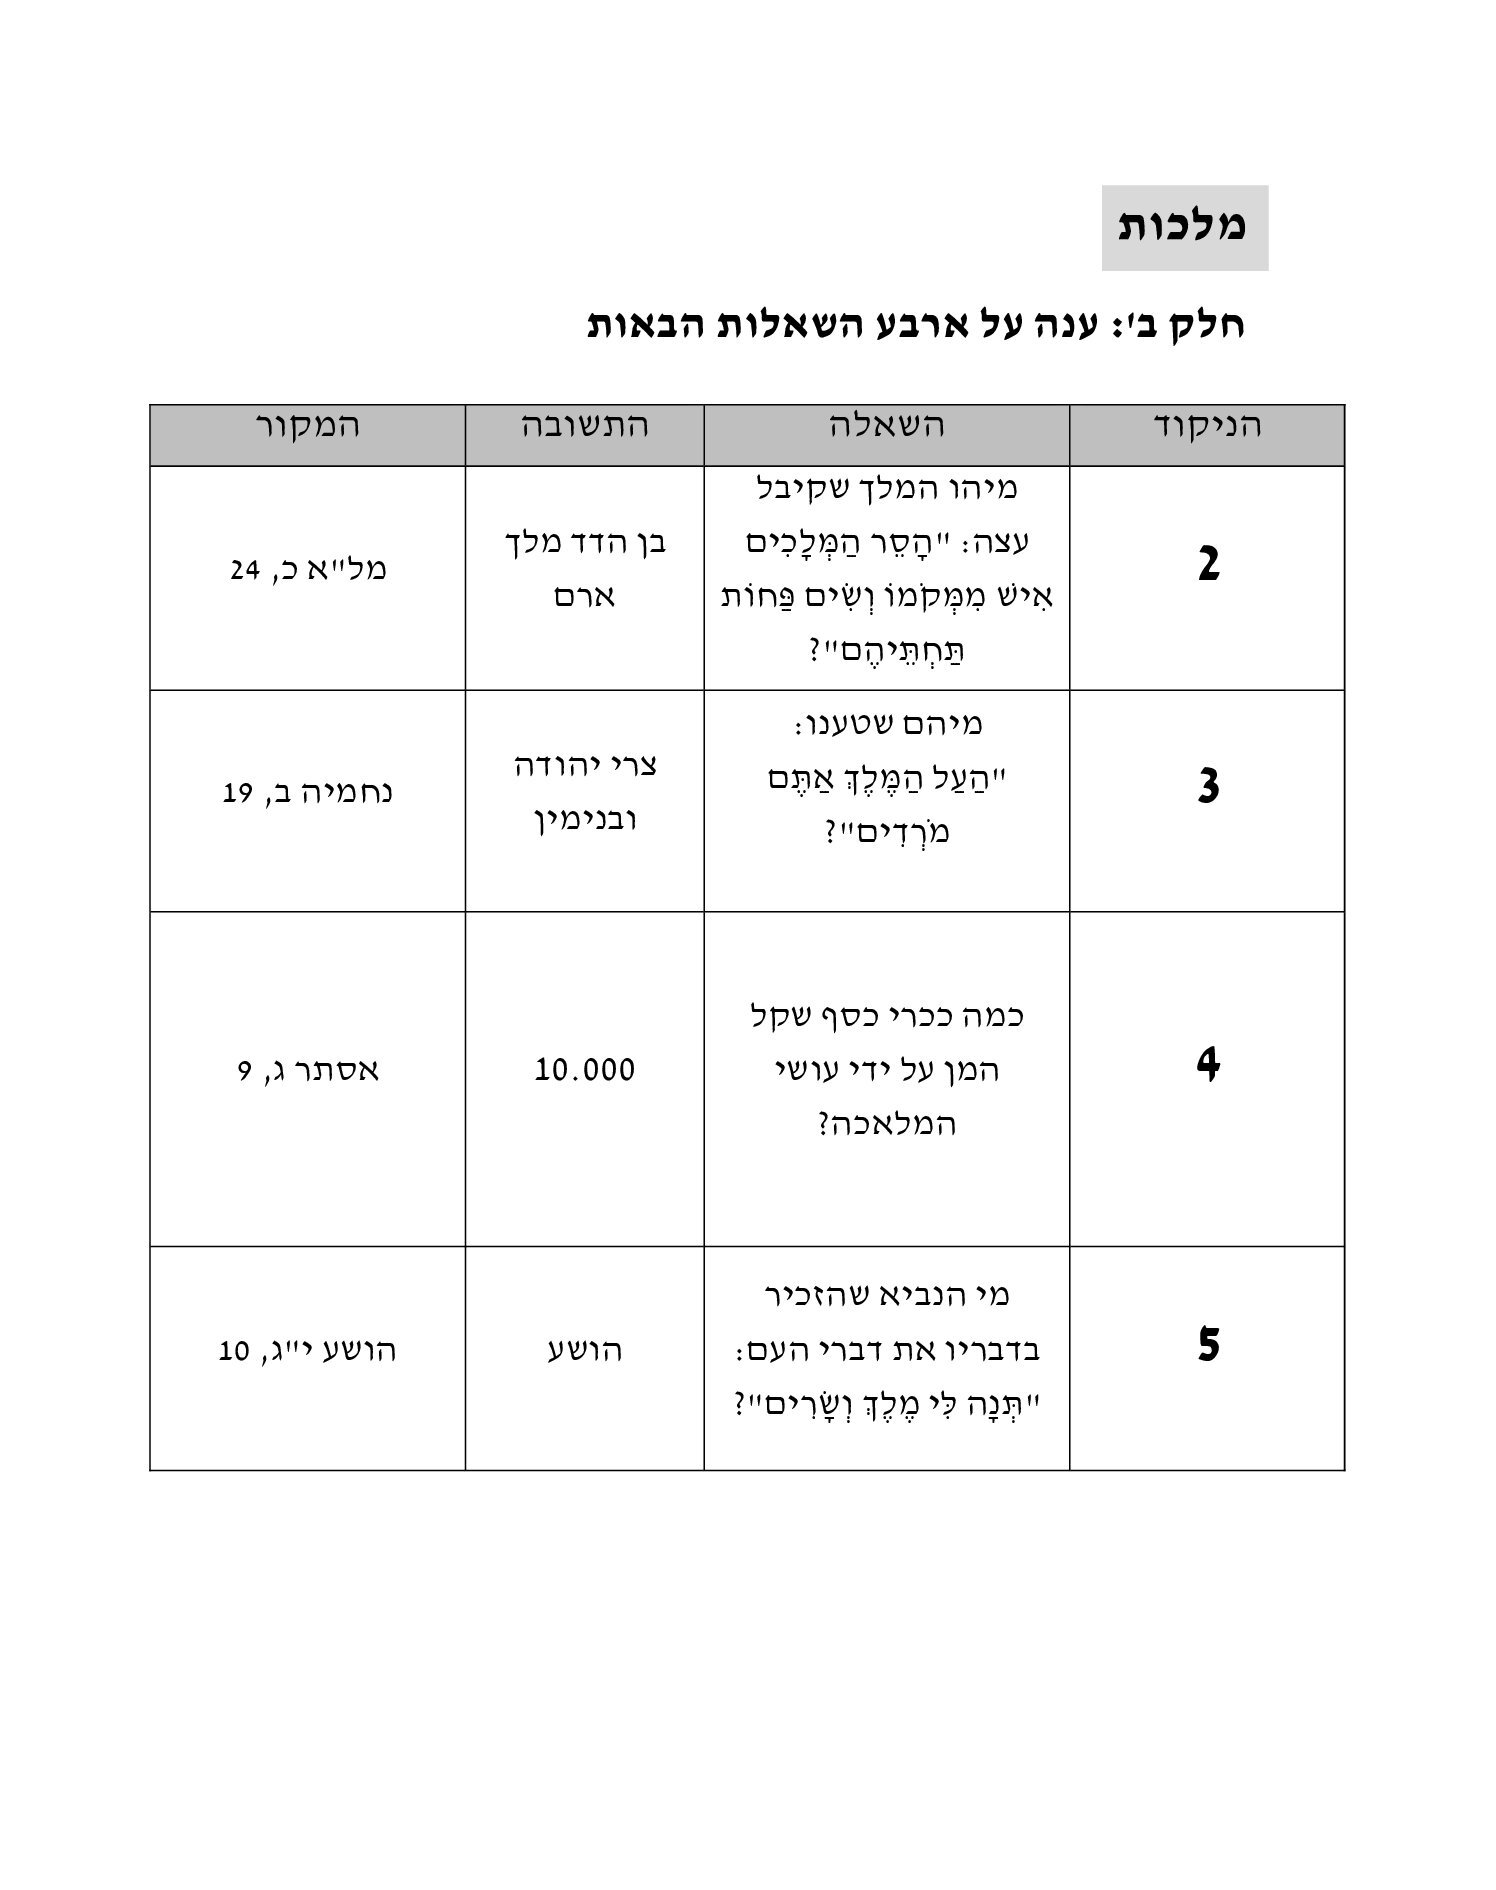 מלכות
חלק ב': ענה על ארבע השאלות הבאות
הניקוד השאלה התשובה המקור
2
מיהו המלך שקיבל
עצה: "הָסֵר הַמְּלָכִים
אִישׁ מִמְּקֹמוֹ וְשִׂים פַּחוֹת
תַּחְתֵּיהֶם"?
בן הדד מלך
ארם
מל"א כ, 24
3
מיהם שטענו:
"הַעַל הַמֶּלֶךְ אַתֶּם
מֹרְדִים"?
צרי יהודה
ובנימין
נחמיה ב, 19
4
כמה ככרי כסף שקל
המן על ידי עושי
המלאכה?
10.000
אסתר ג, 9
5
מי הנביא שהזכיר
בדבריו את דברי העם:
"תְּנָה לִּי מֶלֶךְ וְשָׂרִים"?
הושע
הושע י"ג, 10